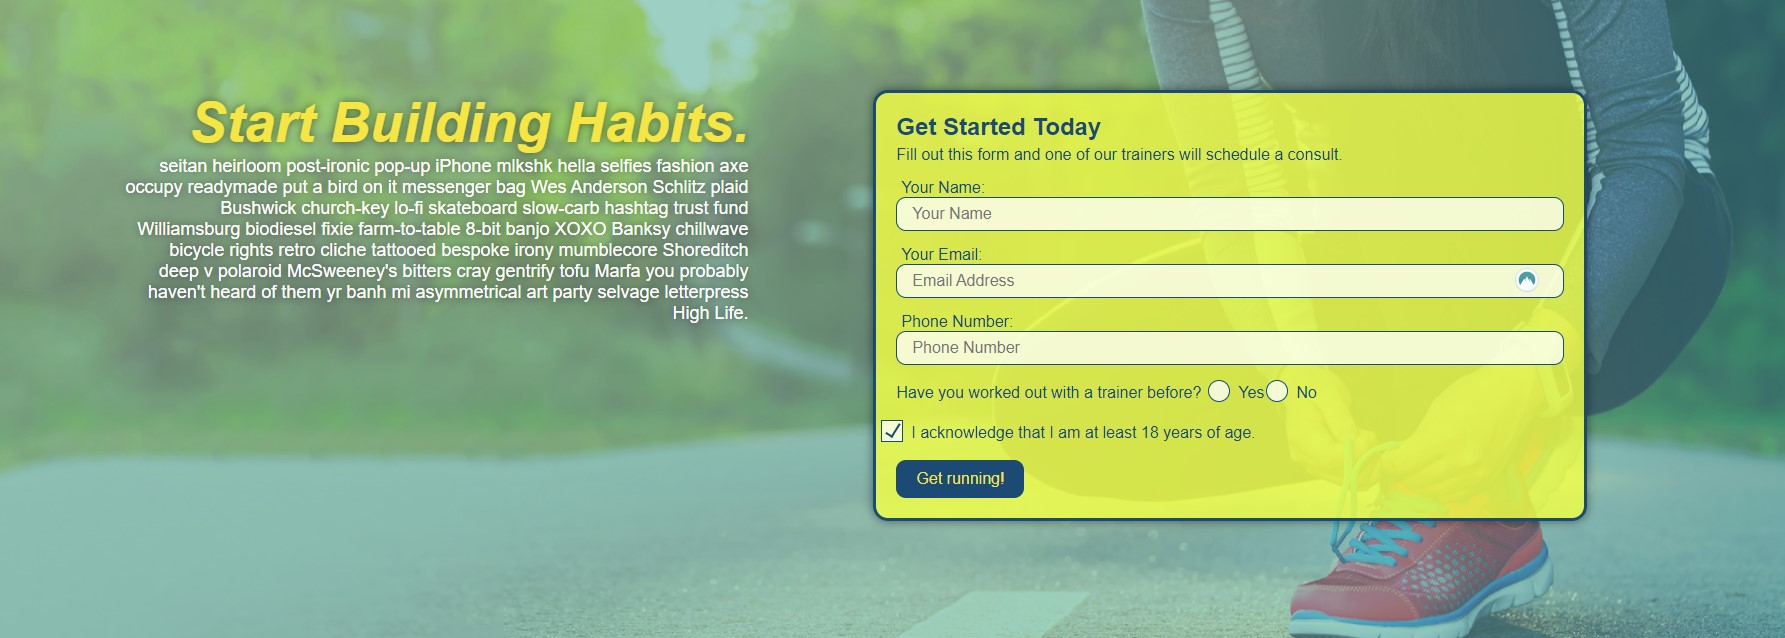 Start Building Habits.
seitan heirloom post-ironic pop-up iPhone mlkshk hella selfies fashion axe
occupy readymade put a bird on it messenger bag Wes Anderson Schlitz plaid
Bushwick church-key lo-fi skateboard slow-carb hashtag trust fund
Williamsburg biodiesel fixie farm-to-table 8-bit banjo XOXO Banksy chillwave
bicycle rights retro cliche tattooed bespoke irony mumblecore Shoreditch
deep v polaroid McSweeney's bitters cray gentrify tofu Marfa you probably
haven't heard of them yr banh mi asymmetrical art party selvage letterpress
High Life.
Get Started Today
Fill out this form and one of our trainers will schedule a consult.
Your Name:
Your Name
Your Email:
Email Address
Phone Number:
Phone Number
Have you worked out with a trainer before? Yes No
I acknowledge that I am at least 18 years of age.
Get running!